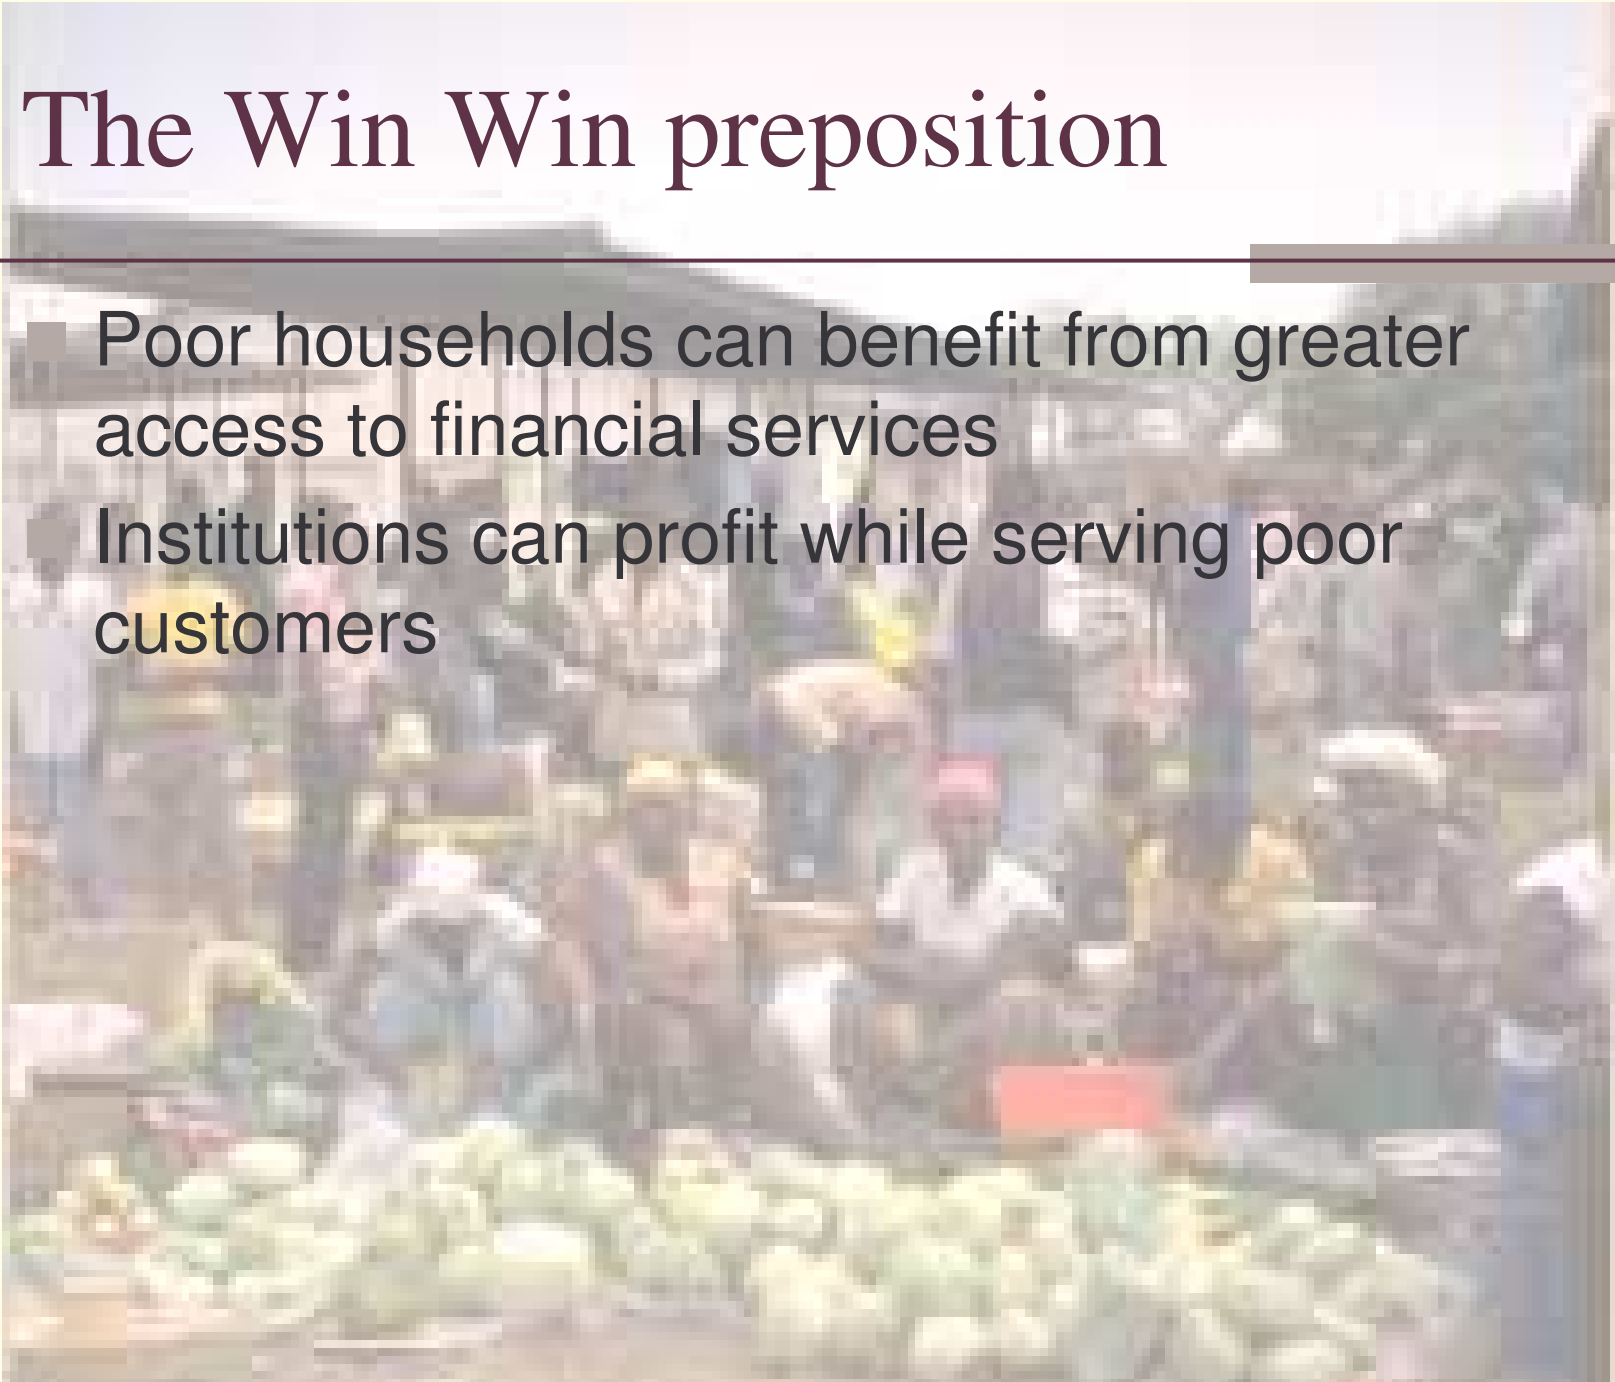 The Win Win preposition
Poor households can benefit from greater
access to financial services
Institutions can profit while serving poor
customers